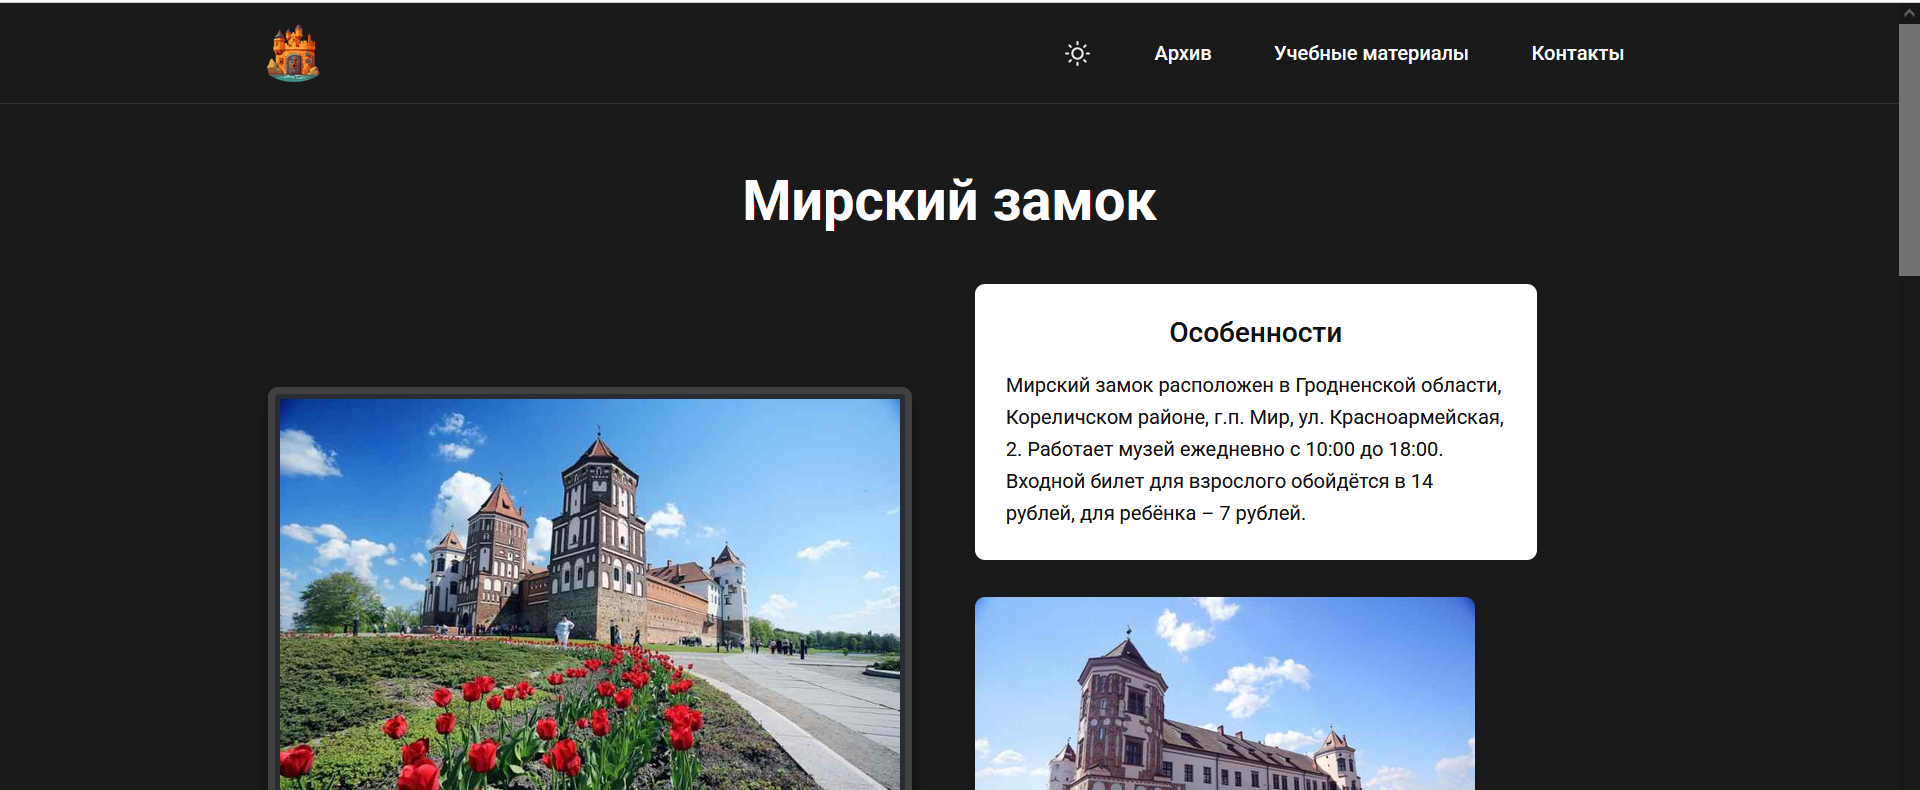 Архив
Учебные материалы
Контакты
Мирский замок
Особенности
Мирский замок расположен в Гродненской области,
Кореличском районе, г.п. Мир, ул. Красноармейская,
2. Работает музей ежедневно с 10:00 до 18:00.
Входной билет для взрослого обойдётся в 14
рублей, для ребёнка – 7 рублей.